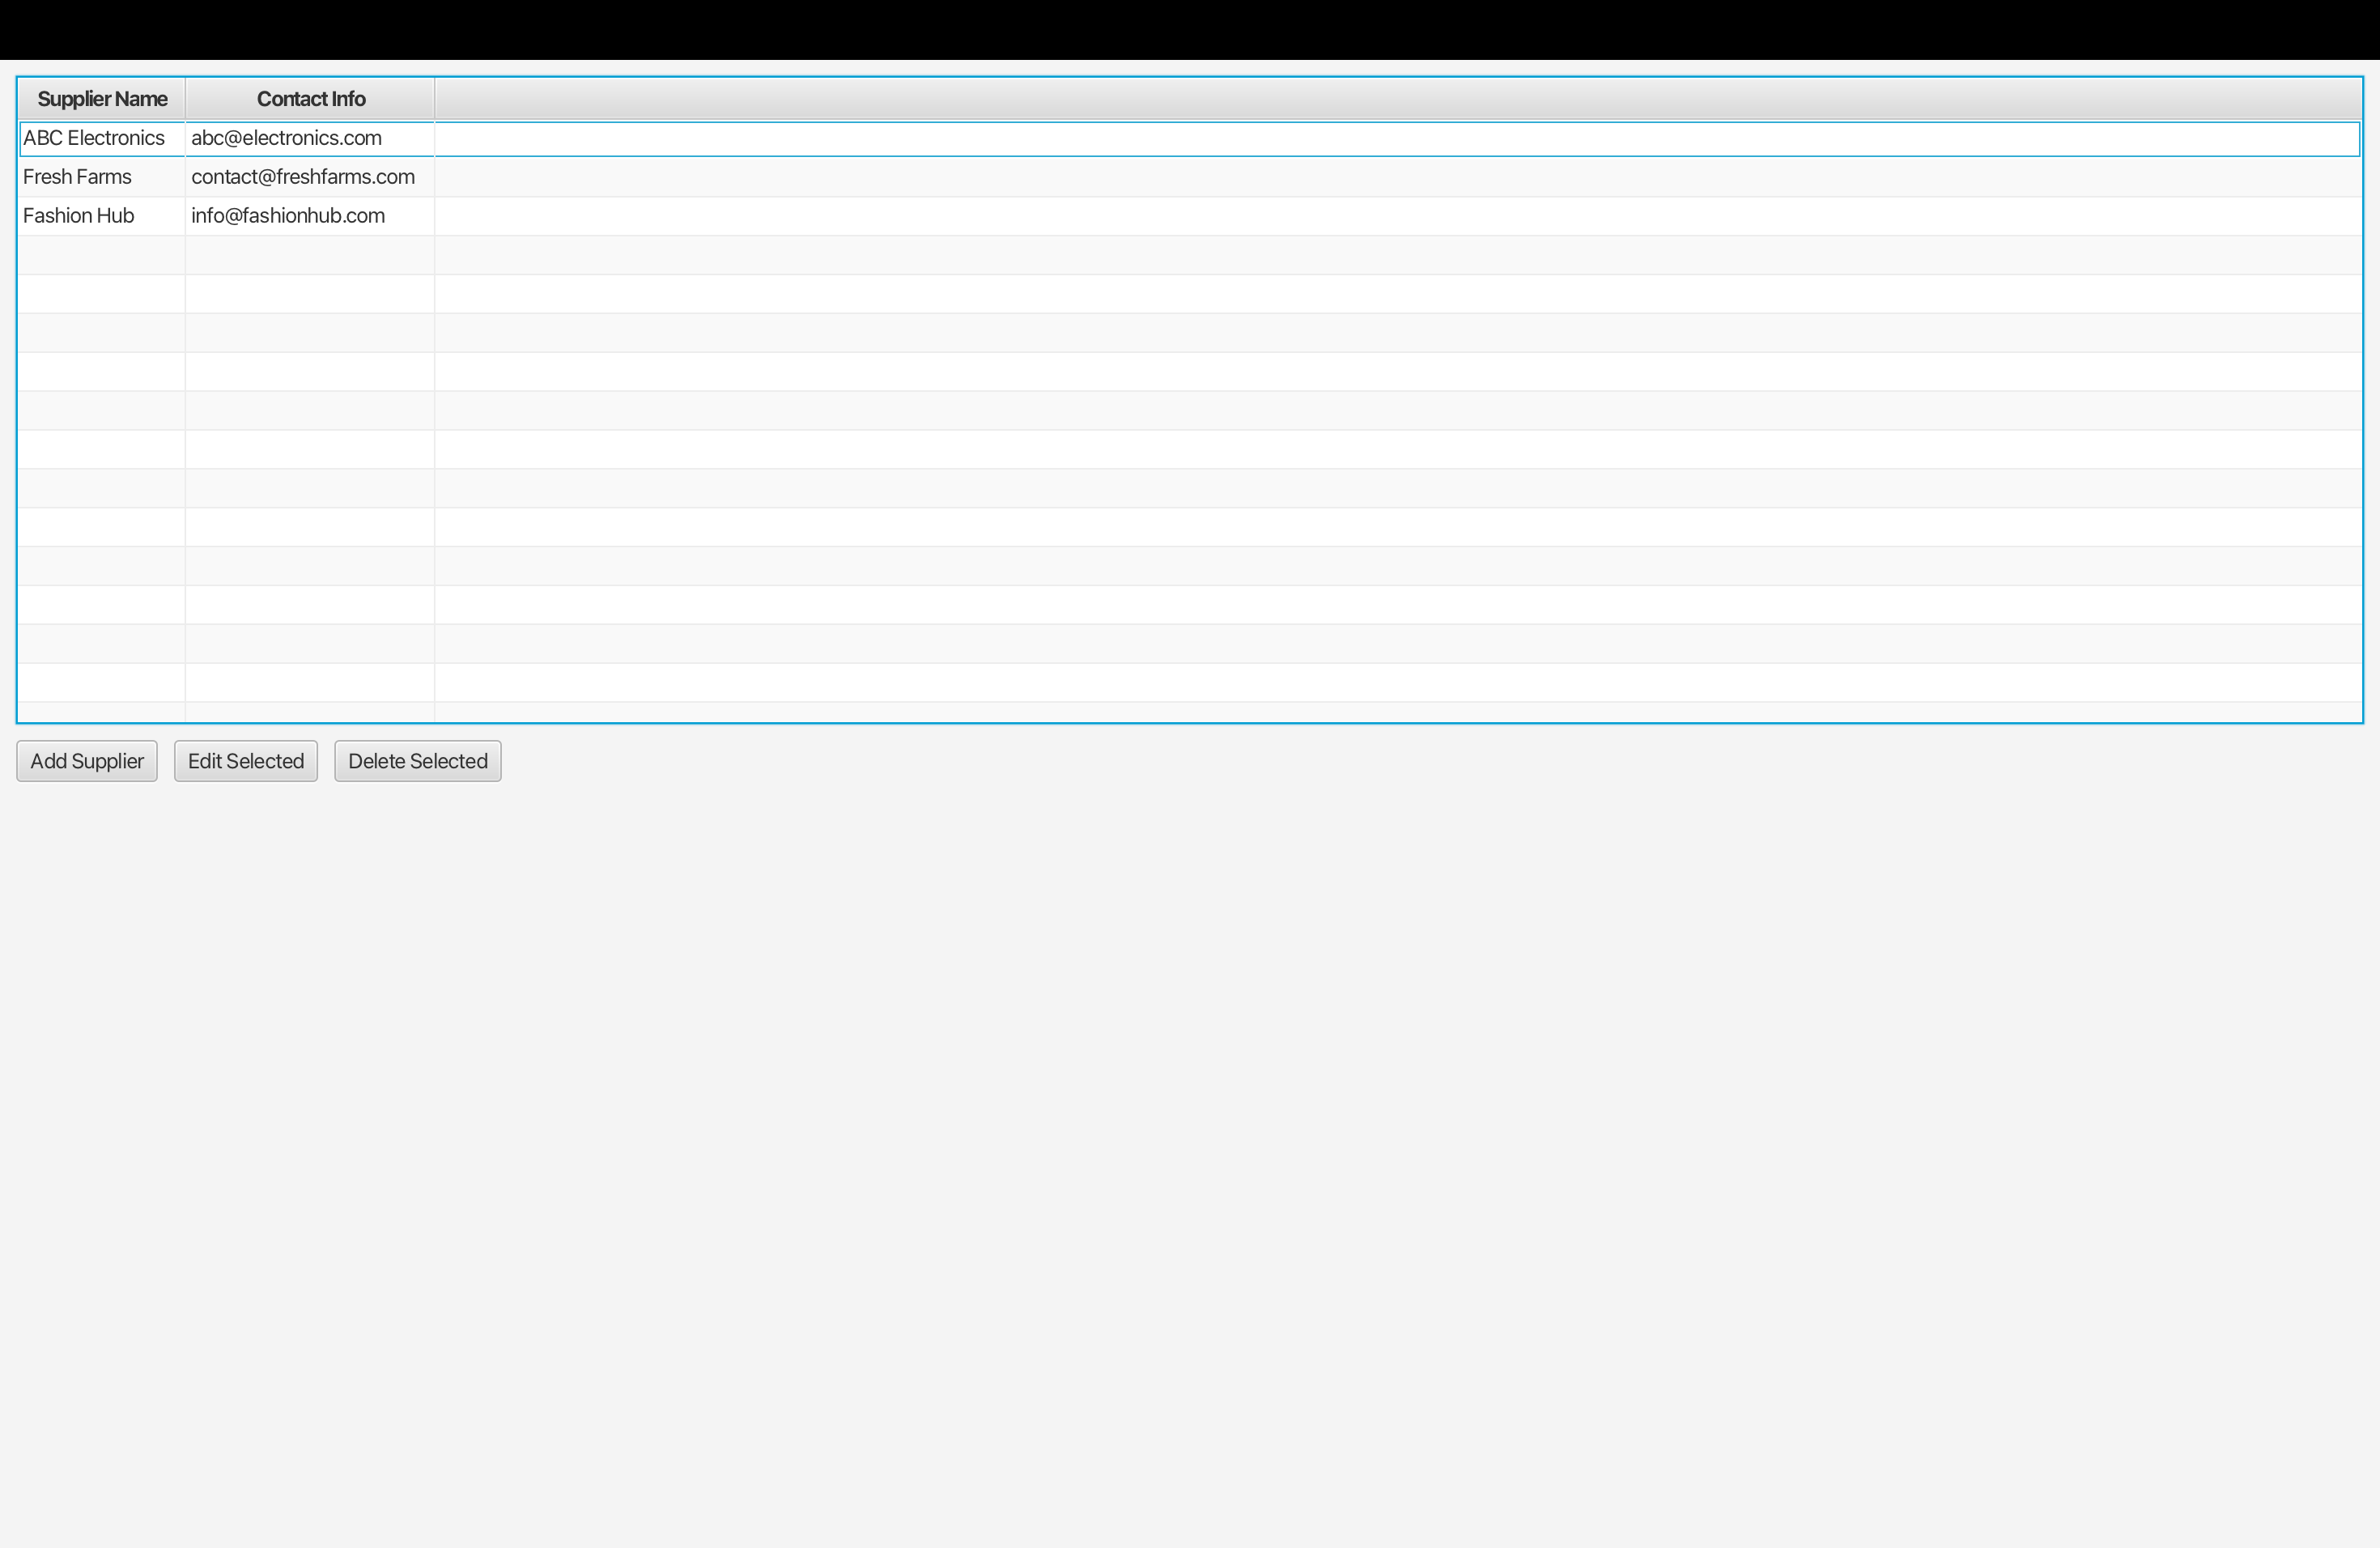 Supplier Name Contact Info
ABC Electronics abc@electronics.com
Fresh Farms contact@freshfarms.com
Fashion Hub info@fashionhub.com
Add Supplier Edit Selected Delete Selected